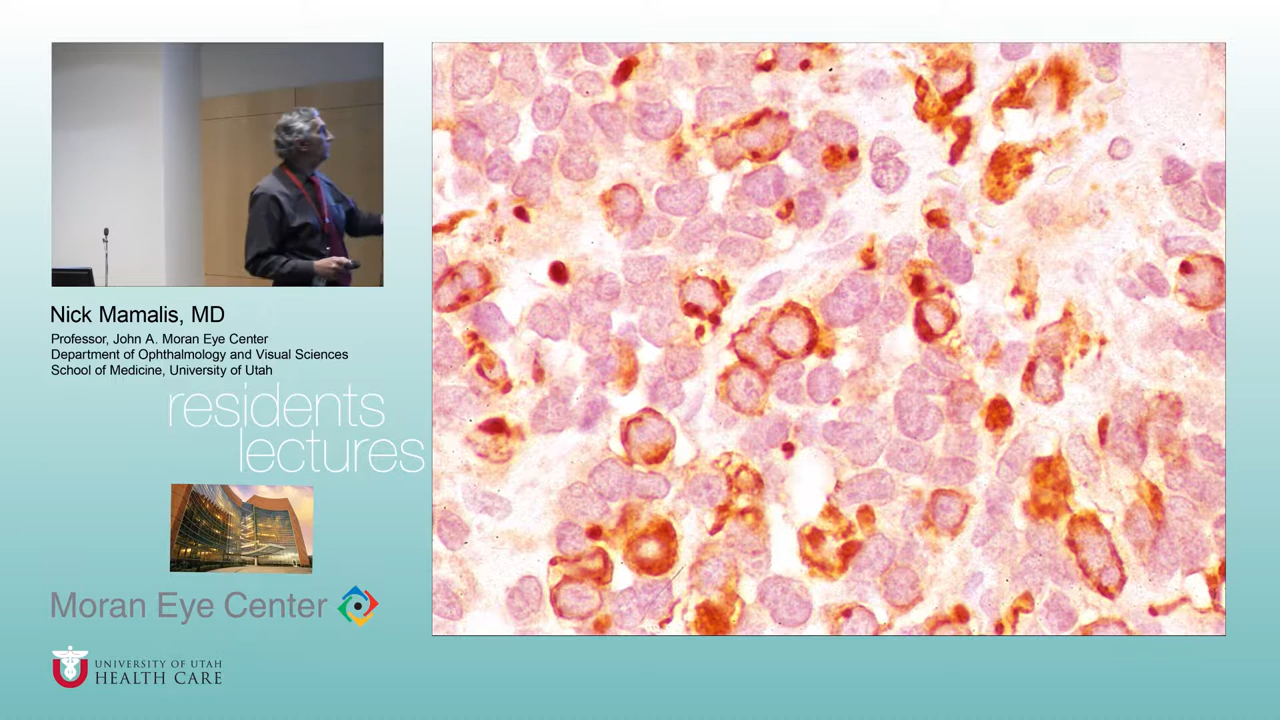 Nick Mamalis, MD
Professor, John A. Moran Eye Center
Department of Ophthalmology and Visual Sciences
School of Medicine, University of Utah
residents
lectures
Moran Eye Center
UNIVERSITY OF UTAH
HEALTH CARE